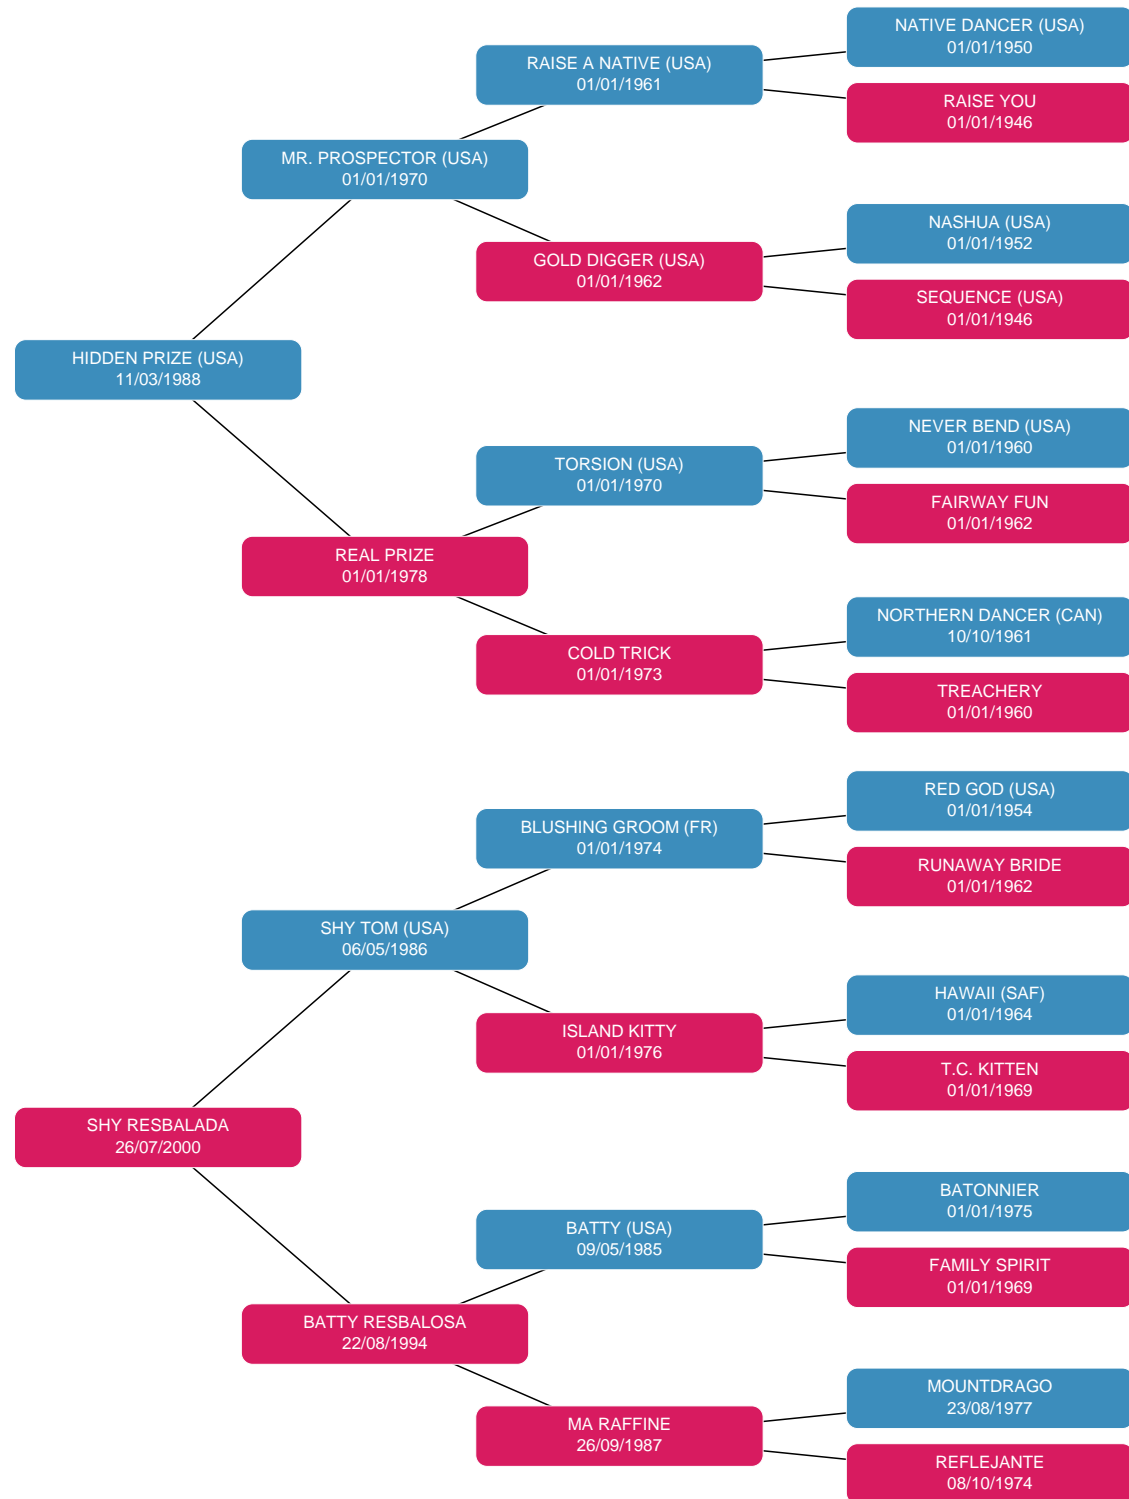 NATIVE DANCER (USA)
01/01/1950
RAISE A NATIVE (USA)
01/01/1961
RAISE YOU
01/01/1946
MR. PROSPECTOR (USA)
01/01/1970
NASHUA (USA)
01/01/1952
GOLD DIGGER (USA)
01/01/1962
SEQUENCE (USA)
01/01/1946
HIDDEN PRIZE (USA)
11/03/1988
NEVER BEND (USA)
01/01/1960
TORSION (USA)
01/01/1970
FAIRWAY FUN
01/01/1962
REAL PRIZE
01/01/1978
NORTHERN DANCER (CAN)
10/10/1961
COLD TRICK
01/01/1973
TREACHERY
01/01/1960
RED GOD (USA)
01/01/1954
BLUSHING GROOM (FR)
01/01/1974
RUNAWAY BRIDE
01/01/1962
SHY TOM (USA)
06/05/1986
HAWAII (SAF)
01/01/1964
ISLAND KITTY
01/01/1976
T.C. KITTEN
01/01/1969
SHY RESBALADA
26/07/2000
BATONNIER
01/01/1975
BATTY (USA)
09/05/1985
FAMILY SPIRIT
01/01/1969
BATTY RESBALOSA
22/08/1994
MOUNTDRAGO
23/08/1977
MA RAFFINE
26/09/1987
REFLEJANTE
08/10/1974